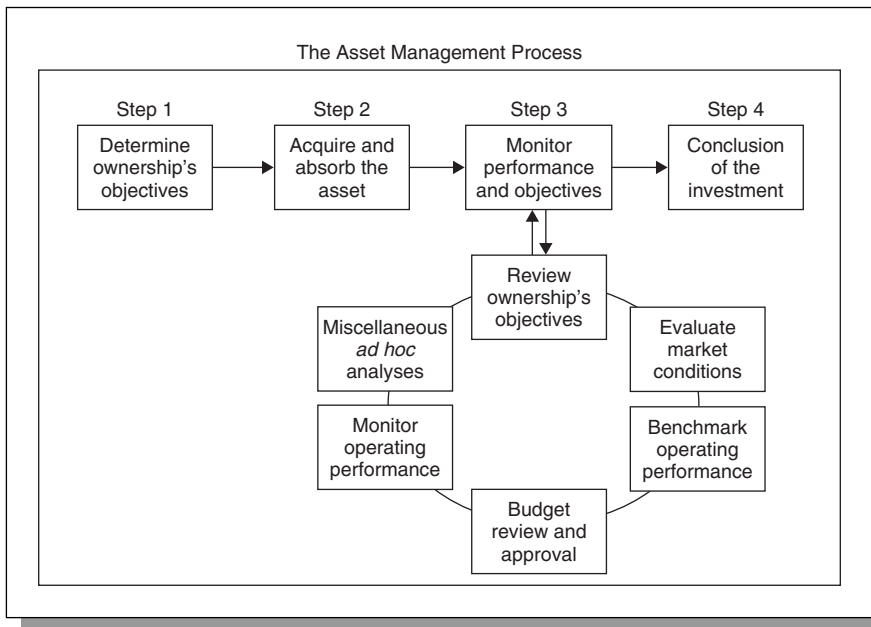 The Asset Management Process
Step 1
Determine
ownership's
objectives
Step 2
Acquire and
absorb the
asset
Step 3
Monitor
performance
and objectives
Step 4
Conclusion
of the
investment
Review
ownership's
objectives
Evaluate
market
conditions
Benchmark
operating
performance
Budget
review and
approval
Monitor
operating
performance
Miscellaneous
ad hoc
analyses